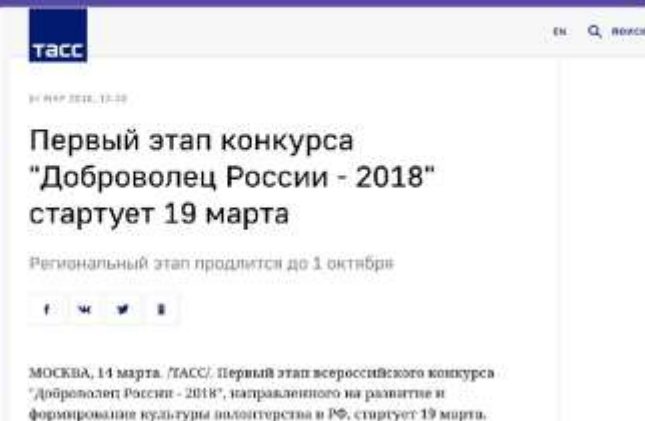 тасс
EN
поиск
Первый этап конкурса
"Доброволец России - 2018"
стартует 19 марта
Региональный этап продлится до 1 октября
МОСКВА, 14 марта. /ТАСС/. Первый этап всероссийского конкурса
"Доброволец России - 2018", направленного на развитие и
формирование культуры волонтерства в РФ, стартует 19 марта.